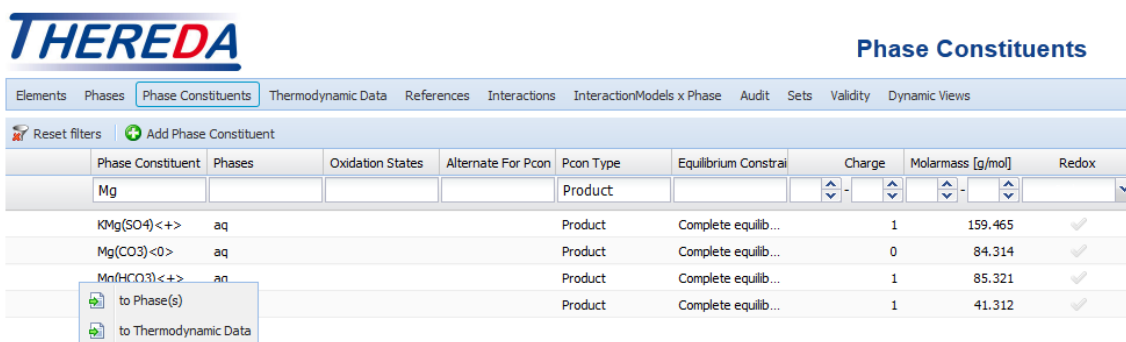 THEREDA
Phase Constituents
Elements Phases Phase Constituents Thermodynamic Data References Interactions InteractionModels x Phase Audit Sets Validity Dynamic Views
Reset filters Add Phase Constituent
Phase Constituent Phases Oxidation States Alternate For Pcon Pcon Type Equilibrium Constrai Charge Molarmass [g/mol] Redox
Mg Product - -
KMg(SO4)<+> aq Product Complete equilib... 1 159.465
Mg(CO3)<0> aq Product Complete equilib... 0 84.314
Mg(HCO3)<+> aq Product Complete equilib... 1 85.321
to Phase(s) Product Complete equilib... 1 41.312
to Thermodynamic Data